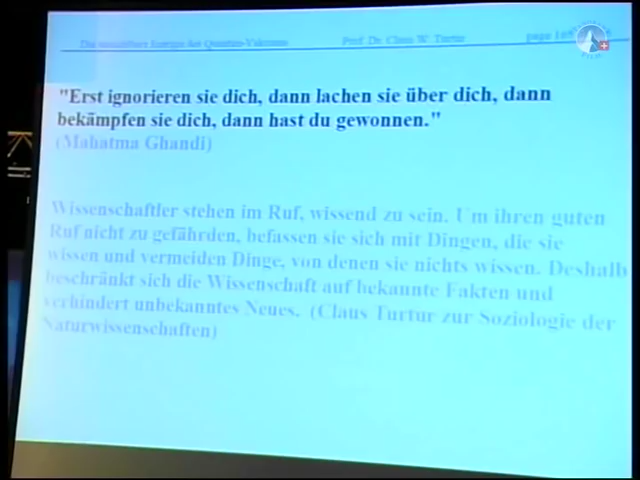 Die nutzbare Energie des Quanten-Vakuums Prof. Dr. Claus W. Turtur page
"Erst ignorieren sie dich, dann lachen sie über dich, dann
bekämpfen sie dich, dann hast du gewonnen."
(Mahatma Ghandi)
Wissenschaftler stehen im Ruf, wissend zu sein. Um ihren guten
Ruf nicht zu gefährden, befassen sie sich mit Dingen, die sie
wissen und vermeiden Dinge, von denen sie nichts wissen. Deshalb
beschränkt sich die Wissenschaft auf bekannte Fakten und
verhindert unbekanntes Neues. (Claus Turtur zur Soziologie der
Naturwissenschaften)